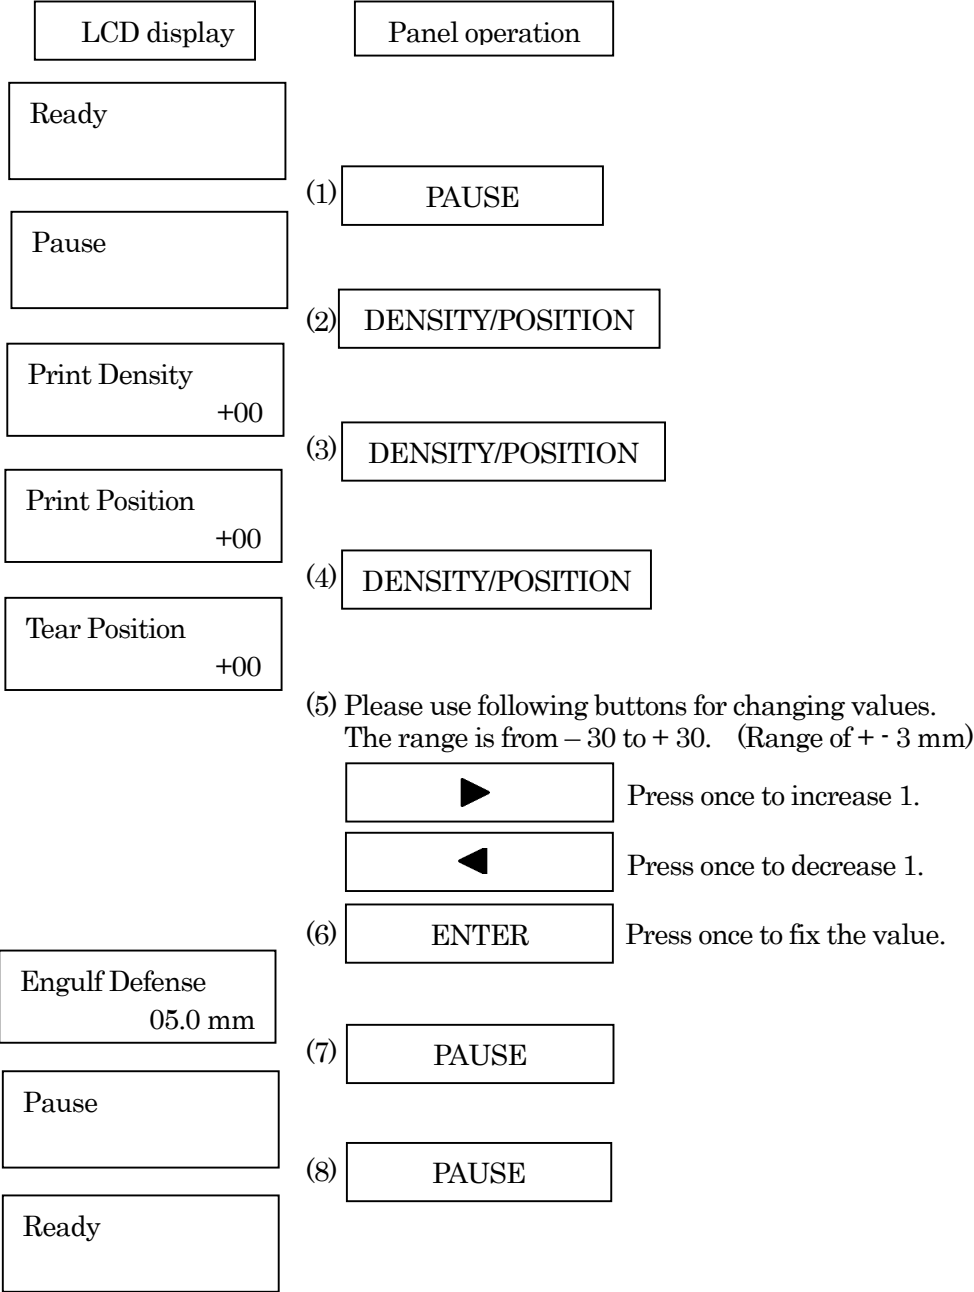 LCD display
Panel operation
Ready
(1) PAUSE
Pause
(2) DENSITY/POSITION
Print Density
+00
(3) DENSITY/POSITION
Print Position
+00
(4) DENSITY/POSITION
Tear Position
+00
(5) Please use following buttons for changing values.
The range is from – 30 to + 30. (Range of + - 3 mm)
▶ Press once to increase 1.
◀ Press once to decrease 1.
(6) ENTER Press once to fix the value.
Engulf Defense
05.0 mm
(7) PAUSE
Pause
(8) PAUSE
Ready